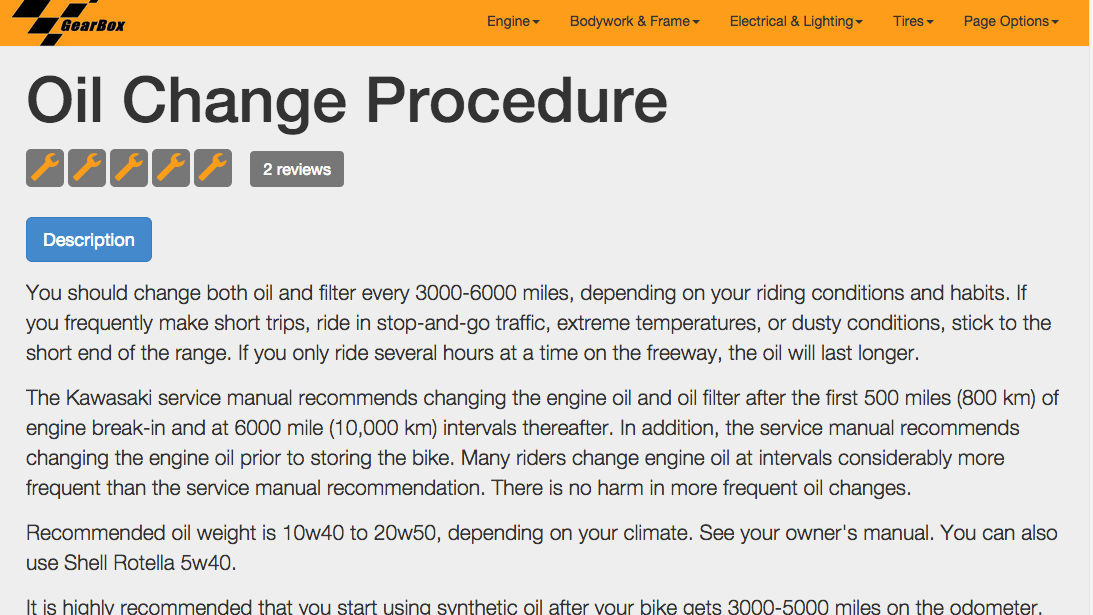 GearBox
Engine
Bodywork & Frame
Electrical & Lighting
Tires
Page Options
Oil Change Procedure
2 reviews
Description
You should change both oil and filter every 3000-6000 miles, depending on your riding conditions and habits. If
you frequently make short trips, ride in stop-and-go traffic, extreme temperatures, or dusty conditions, stick to the
short end of the range. If you only ride several hours at a time on the freeway, the oil will last longer.
The Kawasaki service manual recommends changing the engine oil and oil filter after the first 500 miles (800 km) of
engine break-in and at 6000 mile (10,000 km) intervals thereafter. In addition, the service manual recommends
changing the engine oil prior to storing the bike. Many riders change engine oil at intervals considerably more
frequent than the service manual recommendation. There is no harm in more frequent oil changes.
Recommended oil weight is 10w40 to 20w50, depending on your climate. See your owner's manual. You can also
use Shell Rotella 5w40.
It is highly recommended that you start using synthetic oil after your bike gets 3000-5000 miles on the odometer.